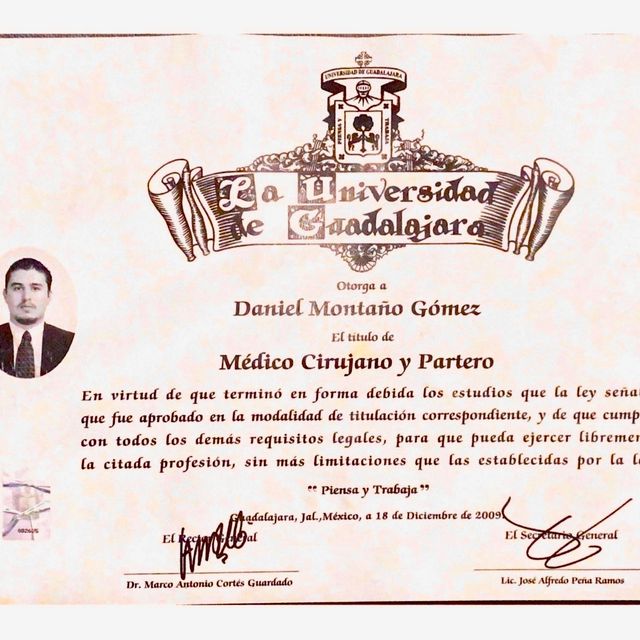 UNIVERSIDAD DE GUADALAJARA
PIENSA Y TRABAJA
La Universidad
de Guadalajara
Otorga a
Daniel Montaño Gómez
El título de
Médico Cirujano y Partero
En virtud de que terminó en forma debida los estudios que la ley señal
que fue aprobado en la modalidad de titulación correspondiente, y de que cump
con todos los demás requisitos legales, para que pueda ejercer libremen
la citada profesión, sin más limitaciones que las establecidas por la l
"Piensa y Trabaja"
Guadalajara, Jal.,México, a 18 de Diciembre de 2009
El Rector General El Secretario General
Dr. Marco Antonio Cortés Guardado Lic. José Alfredo Peña Ramos